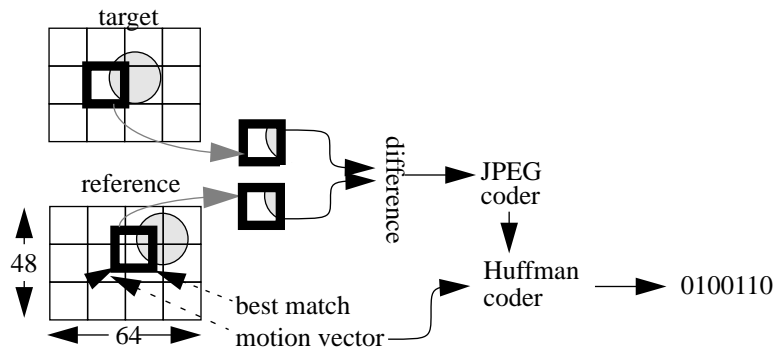 target
difference
JPEG
coder
reference
48
Huffman
coder
0100110
best match
motion vector
64